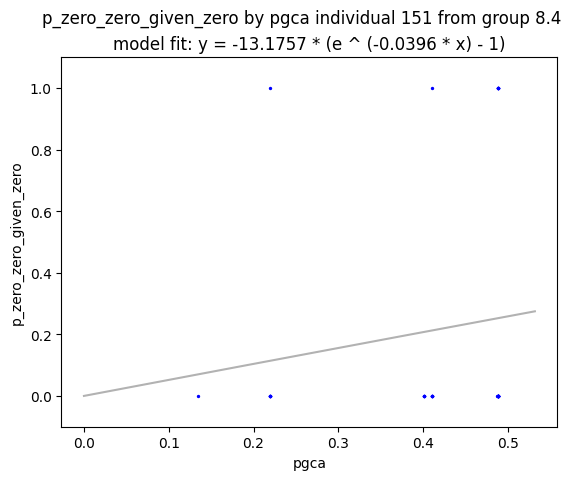 p_zero_zero_given_zero by pgca individual 151 from group 8.4
model fit: y = -13.1757 * (e ^ (-0.0396 * x) - 1)
1.0
0.8
0.6
0.4
0.2
0.0
p_zero_zero_given_zero
0.0 0.1 0.2 0.3 0.4 0.5
pgca